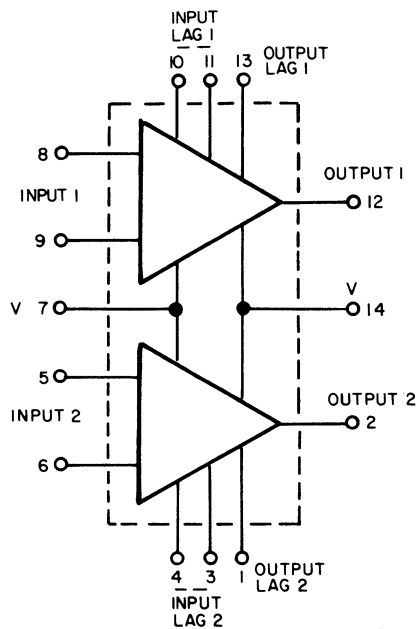 INPUT
LAG 1
10 11 13 OUTPUT
LAG 1
8
INPUT 1
9
OUTPUT 1
12
V 7
V
14
5
INPUT 2
6
OUTPUT 2
2
4 3 1 OUTPUT
LAG 2
INPUT
LAG 2